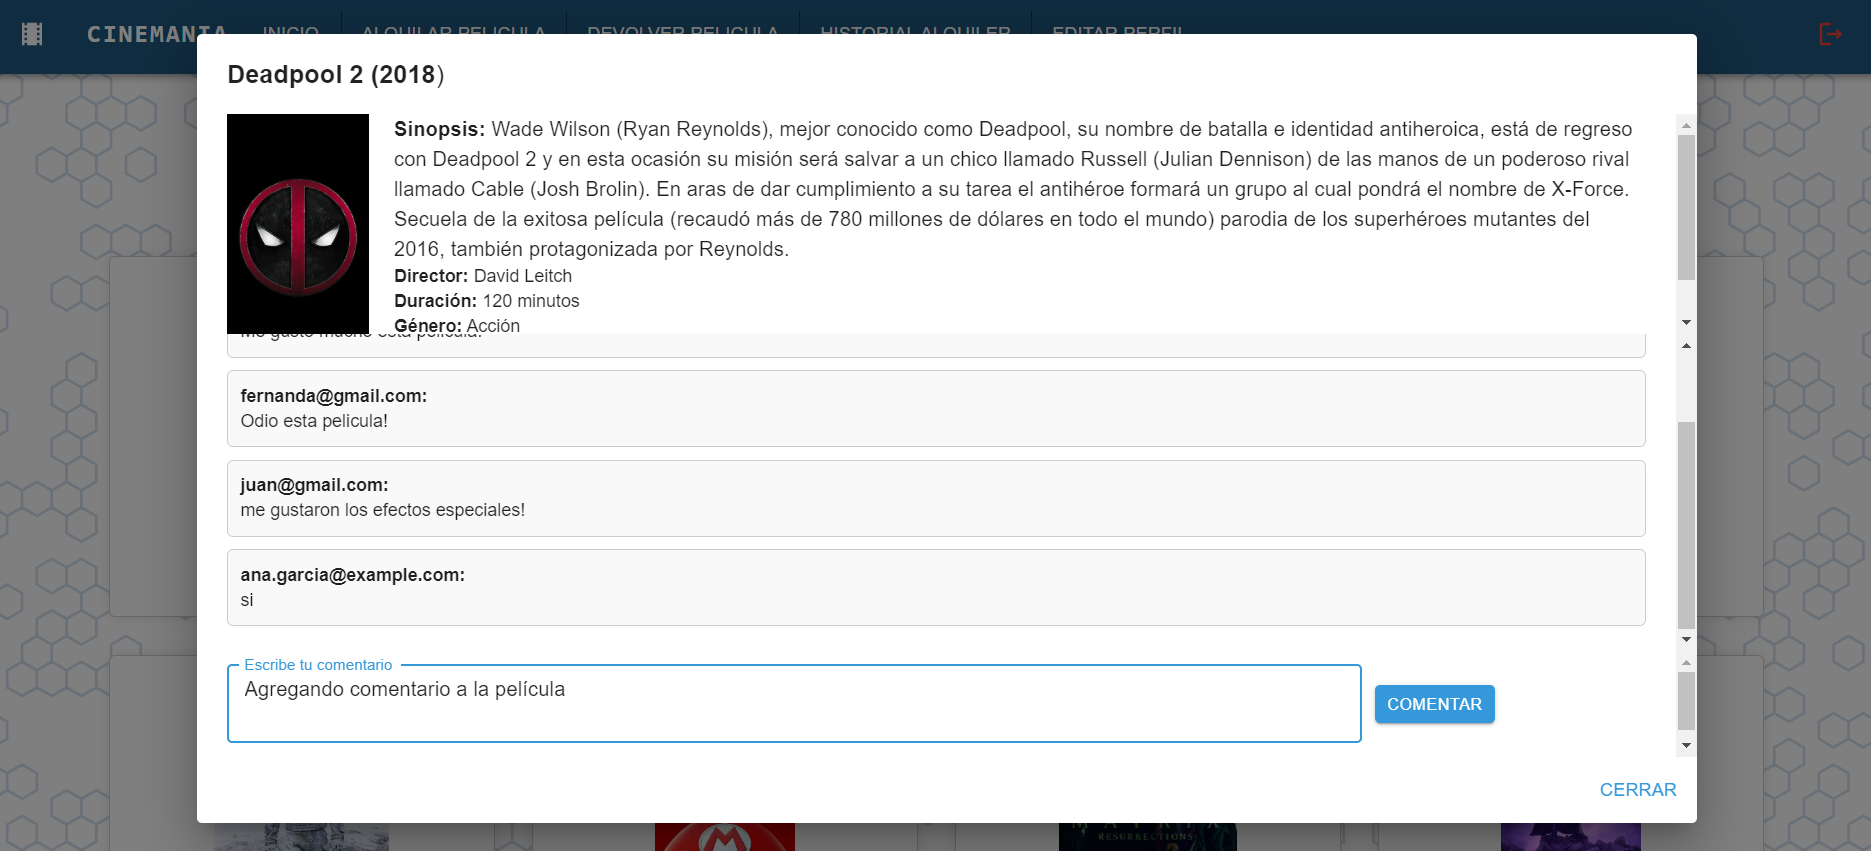 CINEMANIA INICIO ALQUILAR PELICULA DEVOLVER PELICULA HISTORIAL ALQUILER EDITAR PERFIL
Deadpool 2 (2018)
Sinopsis: Wade Wilson (Ryan Reynolds), mejor conocido como Deadpool, su nombre de batalla e identidad antiheroica, está de regreso
con Deadpool 2 y en esta ocasión su misión será salvar a un chico llamado Russell (Julian Dennison) de las manos de un poderoso rival
llamado Cable (Josh Brolin). En aras de dar cumplimiento a su tarea el antihéroe formará un grupo al cual pondrá el nombre de X-Force.
Secuela de la exitosa película (recaudó más de 780 millones de dólares en todo el mundo) parodia de los superhéroes mutantes del
2016, también protagonizada por Reynolds.
Director: David Leitch
Duración: 120 minutos
Género: Acción
Me gusto mucho esta pelicula!
fernanda@gmail.com:
Odio esta pelicula!
juan@gmail.com:
me gustaron los efectos especiales!
ana.garcia@example.com:
si
Escribe tu comentario
Agregando comentario a la película
COMENTAR
CERRAR
MATRIX
RESURRECTIONS